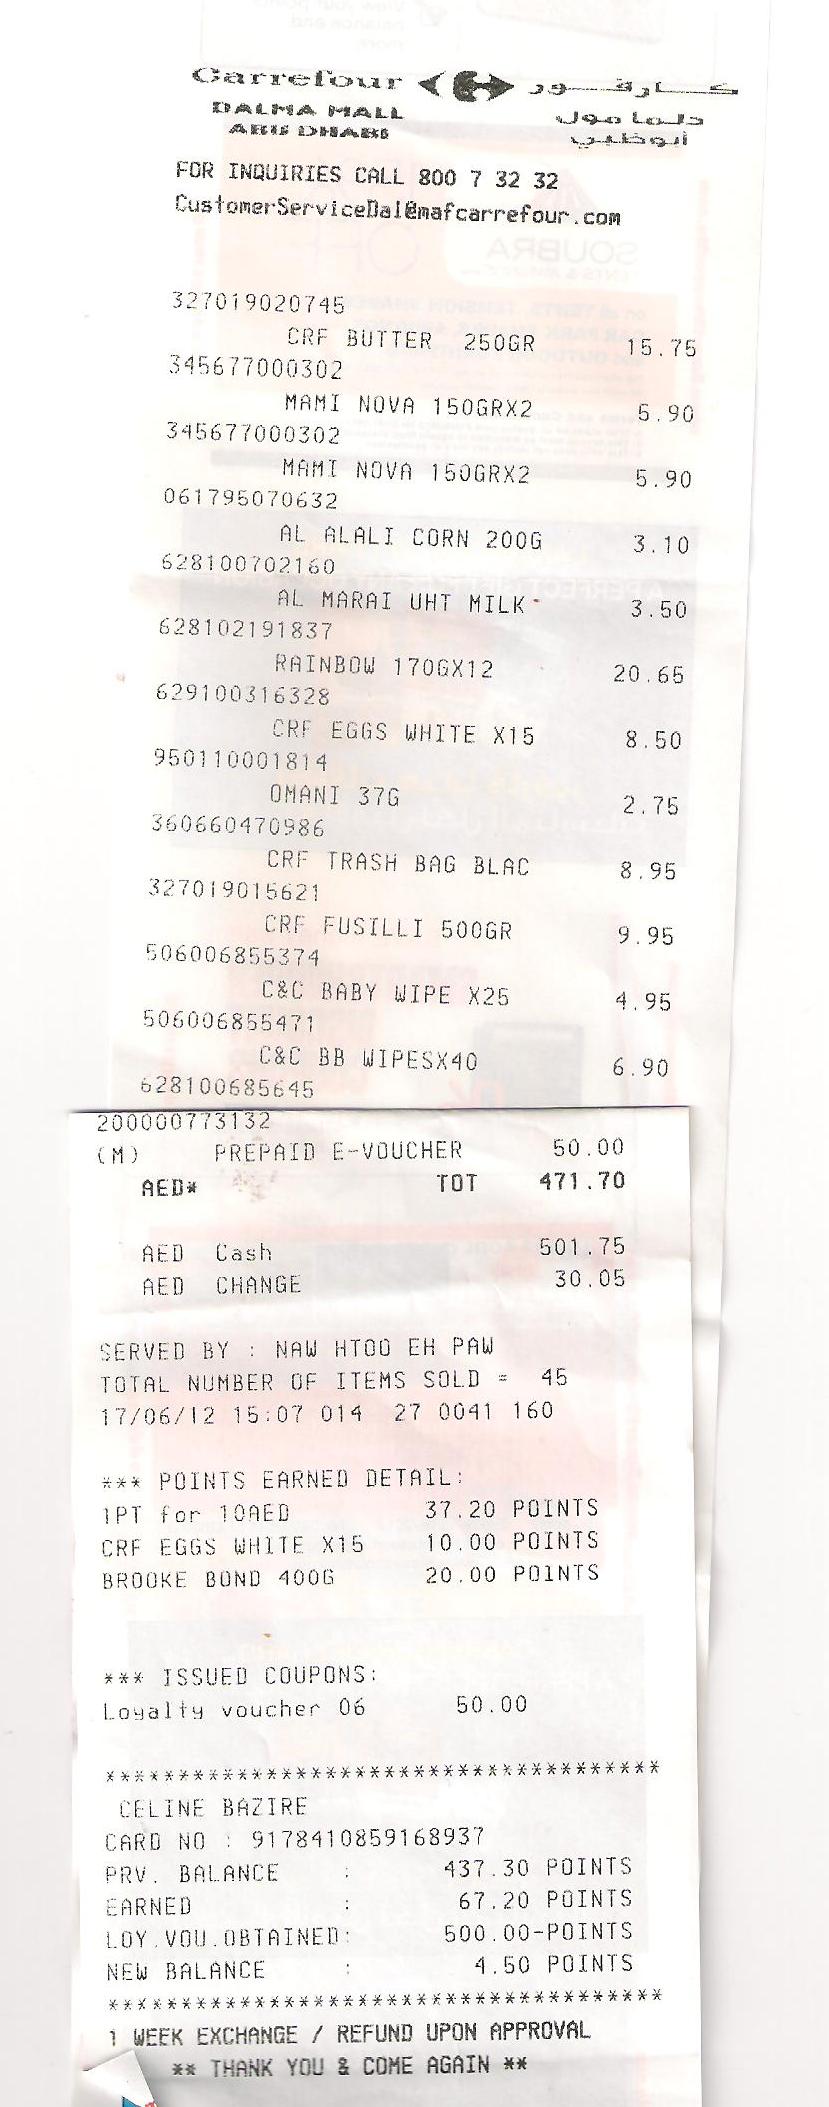 Carrefour كارفور
DALMA MALL دلما مول
ABU DHABI أبوظبي
FOR INQUIRIES CALL 800 7 32 32
CustomerServiceDal@mafcarrefour.com
327019020745
CRF BUTTER 250GR 15.75
345677000302
MAMI NOVA 150GRX2 5.90
345677000302
MAMI NOVA 150GRX2 5.90
061795070632
AL ALALI CORN 200G 3.10
628100702160
AL MARAI UHT MILK 3.50
628102191837
RAINBOW 170GX12 20.65
629100316328
CRF EGGS WHITE X15 8.50
950110001814
OMANI 37G 2.75
360660470986
CRF TRASH BAG BLAC 8.95
327019015621
CRF FUSILLI 500GR 9.95
506006855374
C&C BABY WIPE X25 4.95
506006855471
C&C BB WIPESX40 6.90
628100685645
200000773132
(M) PREPAID E-VOUCHER 50.00
AED* TOT 471.70
AED Cash 501.75
AED CHANGE 30.05
SERVED BY : NAW HTOO EH PAW
TOTAL NUMBER OF ITEMS SOLD = 45
17/06/12 15:07 014 27 0041 160
*** POINTS EARNED DETAIL:
1PT for 10AED 37.20 POINTS
CRF EGGS WHITE X15 10.00 POINTS
BROOKE BOND 400G 20.00 POINTS
*** ISSUED COUPONS:
Loyalty voucher 06 50.00
**************************************
CELINE BAZIRE
CARD NO : 9178410859168937
PRV. BALANCE : 437.30 POINTS
EARNED : 67.20 POINTS
LOY.VOU.OBTAINED: 500.00-POINTS
NEW BALANCE : 4.50 POINTS
**************************************
1 WEEK EXCHANGE / REFUND UPON APPROVAL
** THANK YOU & COME AGAIN **